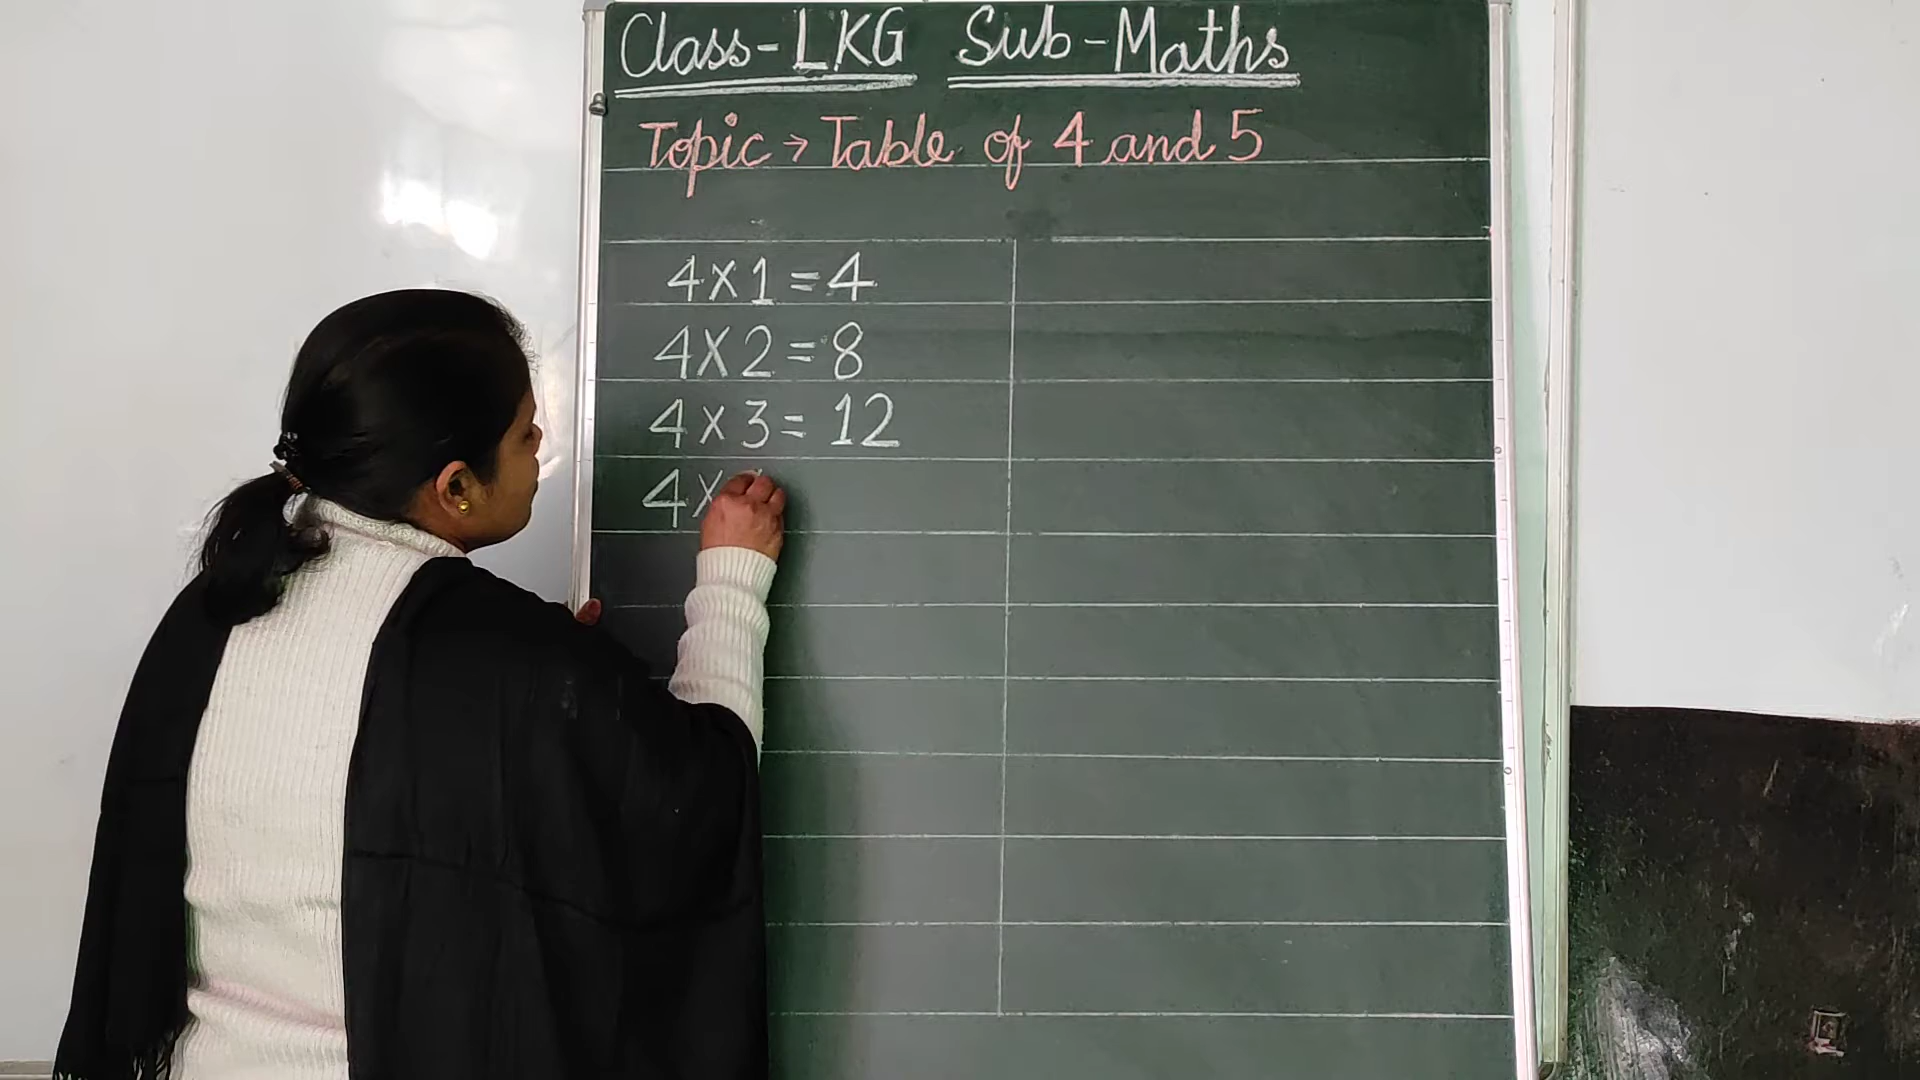 Class-LKG Sub-Maths
Topic → Table of 4 and 5
4×1=4
4×2=8
4×3=12
4×